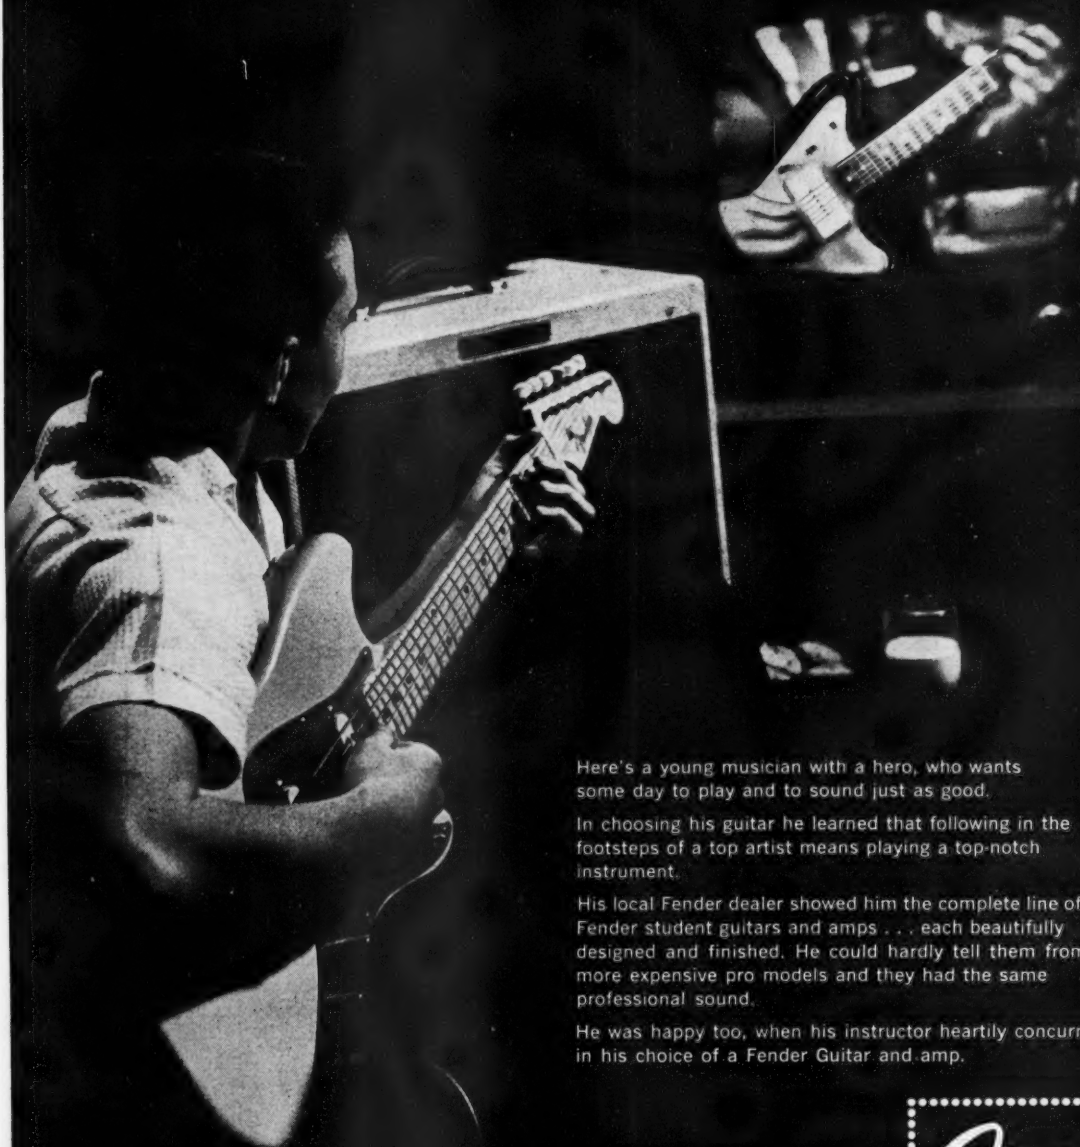 Here's a young musician with a hero, who wants
some day to play and to sound just as good.
In choosing his guitar he learned that following in the
footsteps of a top artist means playing a top-notch
instrument.
His local Fender dealer showed him the complete line of
Fender student guitars and amps . . . each beautifully
designed and finished. He could hardly tell them from
more expensive pro models and they had the same
professional sound.
He was happy too, when his instructor heartily concurr
in his choice of a Fender Guitar and amp.